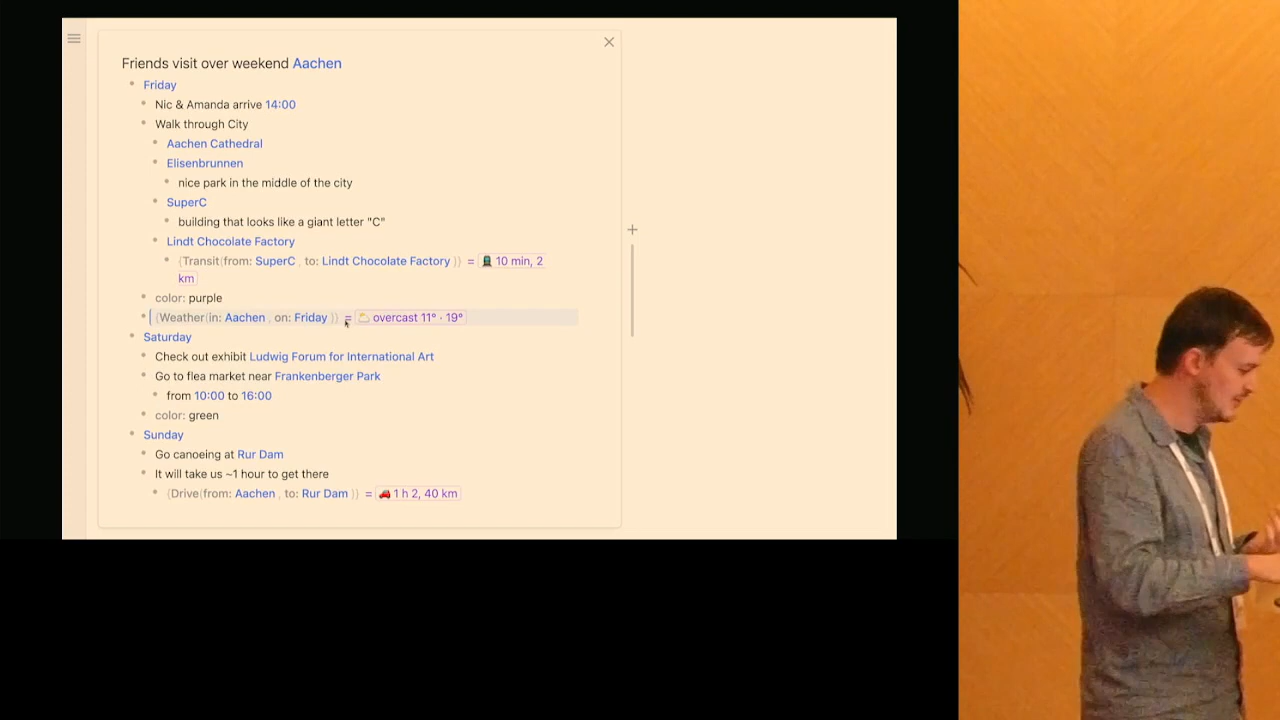 Friends visit over weekend Aachen
Friday
Nic & Amanda arrive 14:00
Walk through City
Aachen Cathedral
Elisenbrunnen
nice park in the middle of the city
SuperC
building that looks like a giant letter "C"
Lindt Chocolate Factory
{Transit(from: SuperC , to: Lindt Chocolate Factory )} = 10 min, 2
km
color: purple
{Weather(in: Aachen , on: Friday )} = overcast 11° · 19°
Saturday
Check out exhibit Ludwig Forum for International Art
Go to flea market near Frankenberger Park
from 10:00 to 16:00
color: green
Sunday
Go canoeing at Rur Dam
It will take us ~1 hour to get there
{Drive(from: Aachen , to: Rur Dam )} = 1 h 2, 40 km